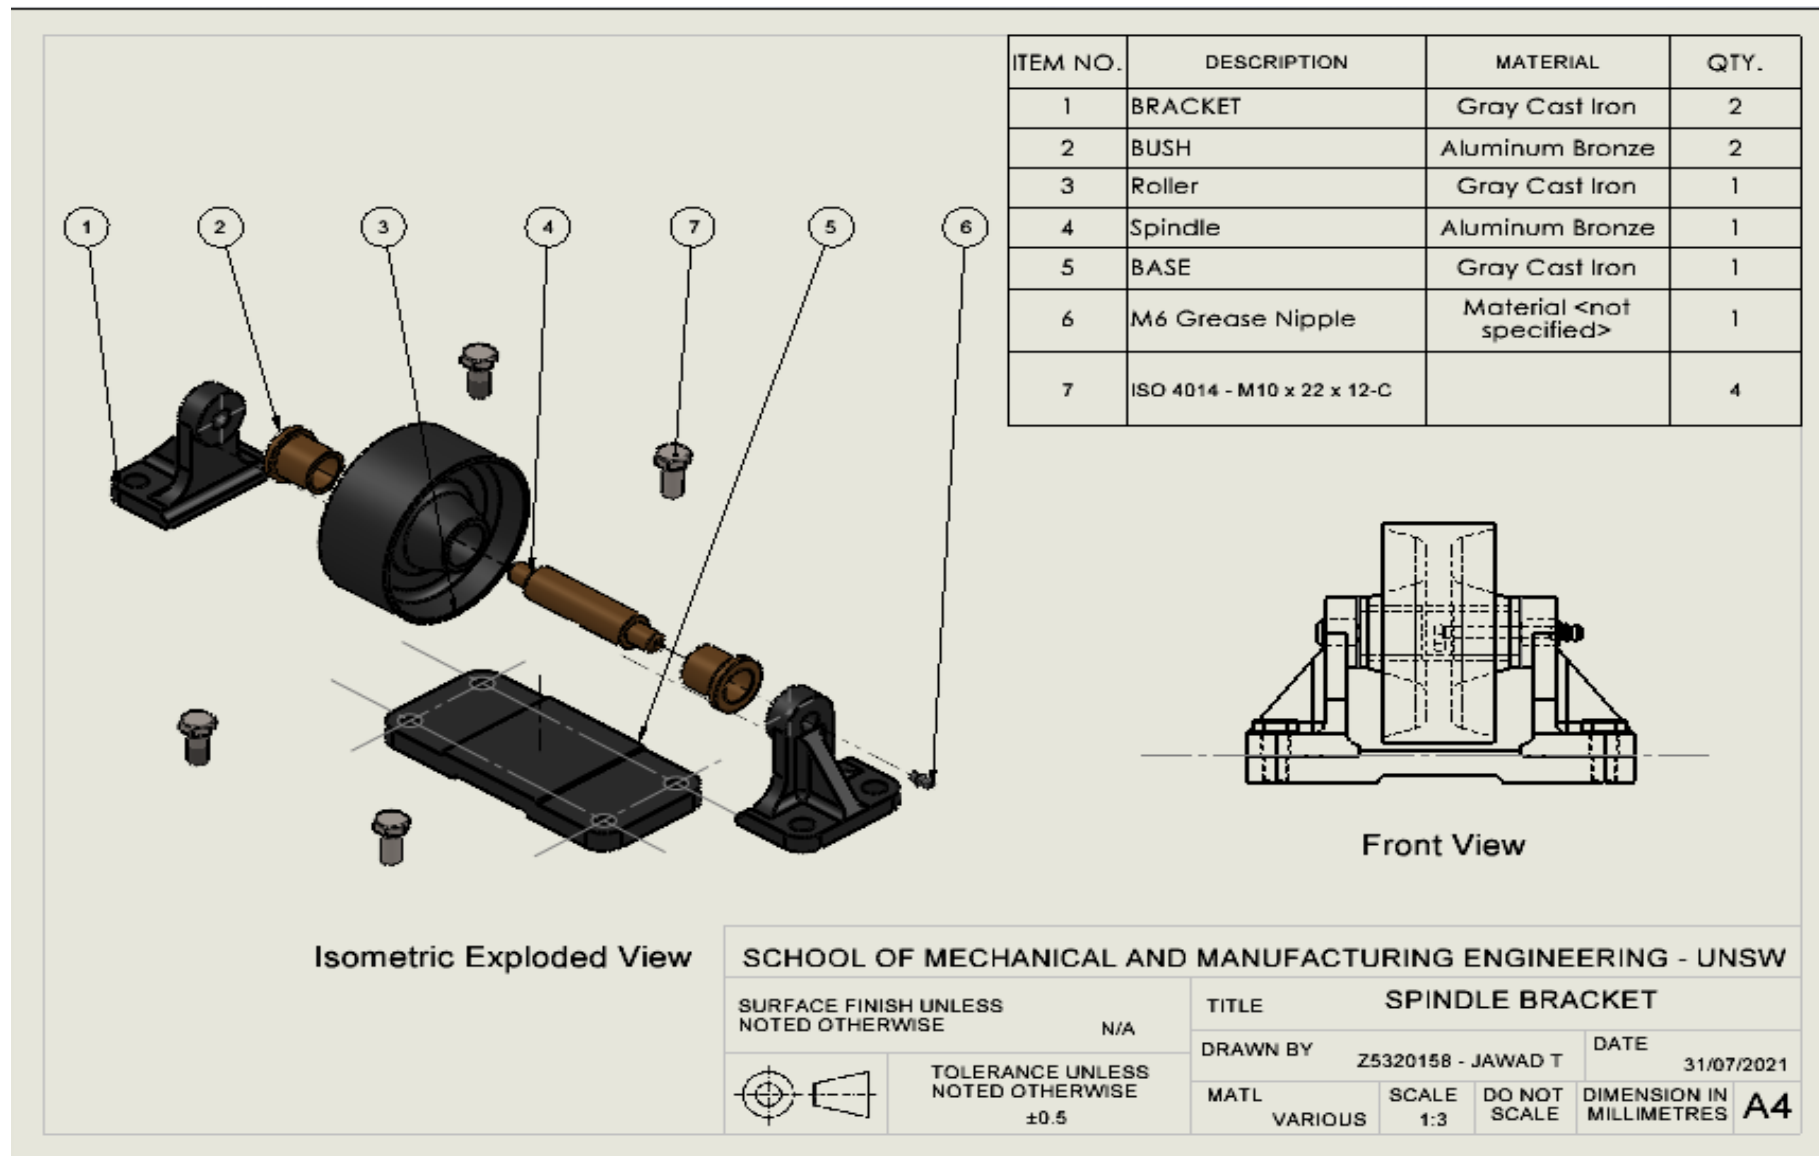 ITEM NO. DESCRIPTION MATERIAL QTY.
1 BRACKET Gray Cast Iron 2
2 BUSH Aluminum Bronze 2
3 Roller Gray Cast Iron 1
4 Spindle Aluminum Bronze 1
5 BASE Gray Cast Iron 1
6 M6 Grease Nipple Material <not
specified> 1
7 ISO 4014 - M10 x 22 x 12-C 4
1 2 3 4 7 5 6
Front View
Isometric Exploded View
SCHOOL OF MECHANICAL AND MANUFACTURING ENGINEERING - UNSW
SURFACE FINISH UNLESS
NOTED OTHERWISE N/A
TITLE SPINDLE BRACKET
DRAWN BY Z5320158 - JAWAD T
DATE 31/07/2021
TOLERANCE UNLESS
NOTED OTHERWISE
±0.5
MATL VARIOUS
SCALE 1:3
DO NOT
SCALE
DIMENSION IN
MILLIMETRES
A4